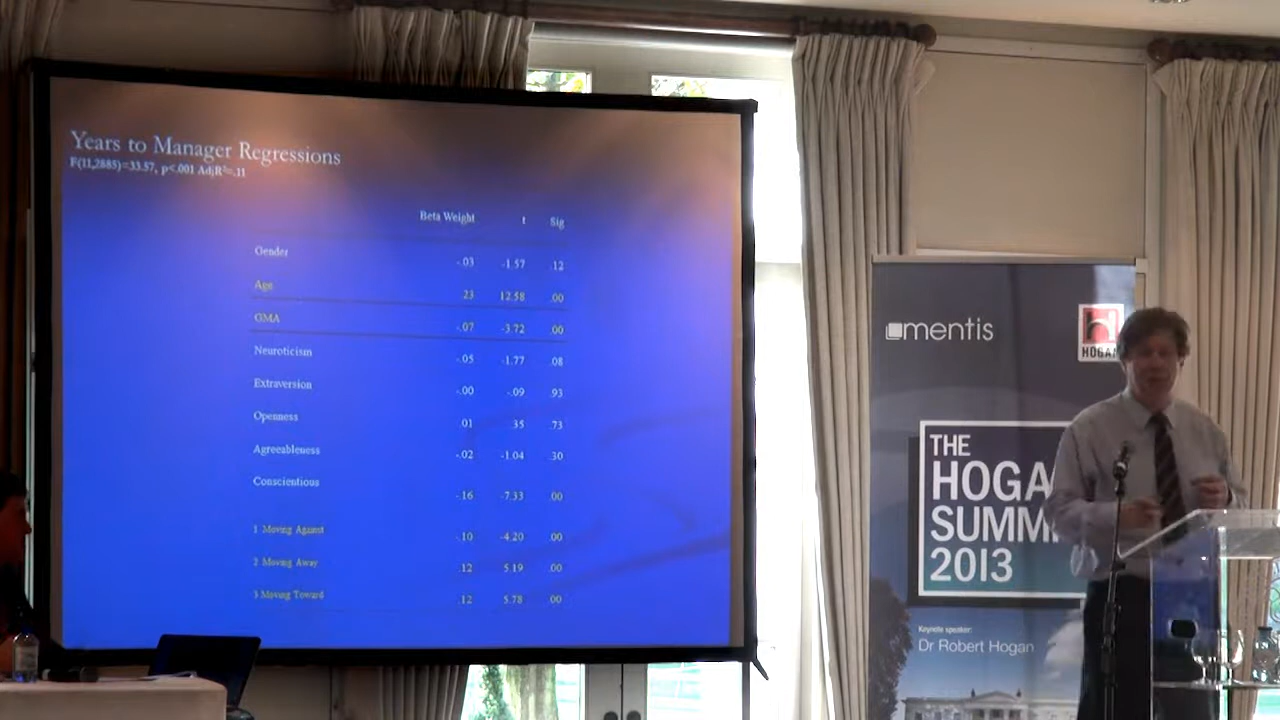 Years to Manager Regressions
F(11,2885)=33.57, p<.001 AdjR²=.11
Beta Weight t Sig
Gender -.03 -1.57 .12
Age .23 12.58 .00
GMA -.07 -3.72 .00
Neuroticism -.05 -1.77 .08
Extraversion -.00 -.09 .93
Openness .01 .35 .73
Agreeableness -.02 -1.04 .30
Conscientious -.16 -7.33 .00
1 Moving Against -.10 -4.20 .00
2 Moving Away .12 5.19 .00
3 Moving Toward .12 5.78 .00
mentis
HOGAN
THE
HOGA
SUMM
2013
Keynote speaker:
Dr Robert Hogan